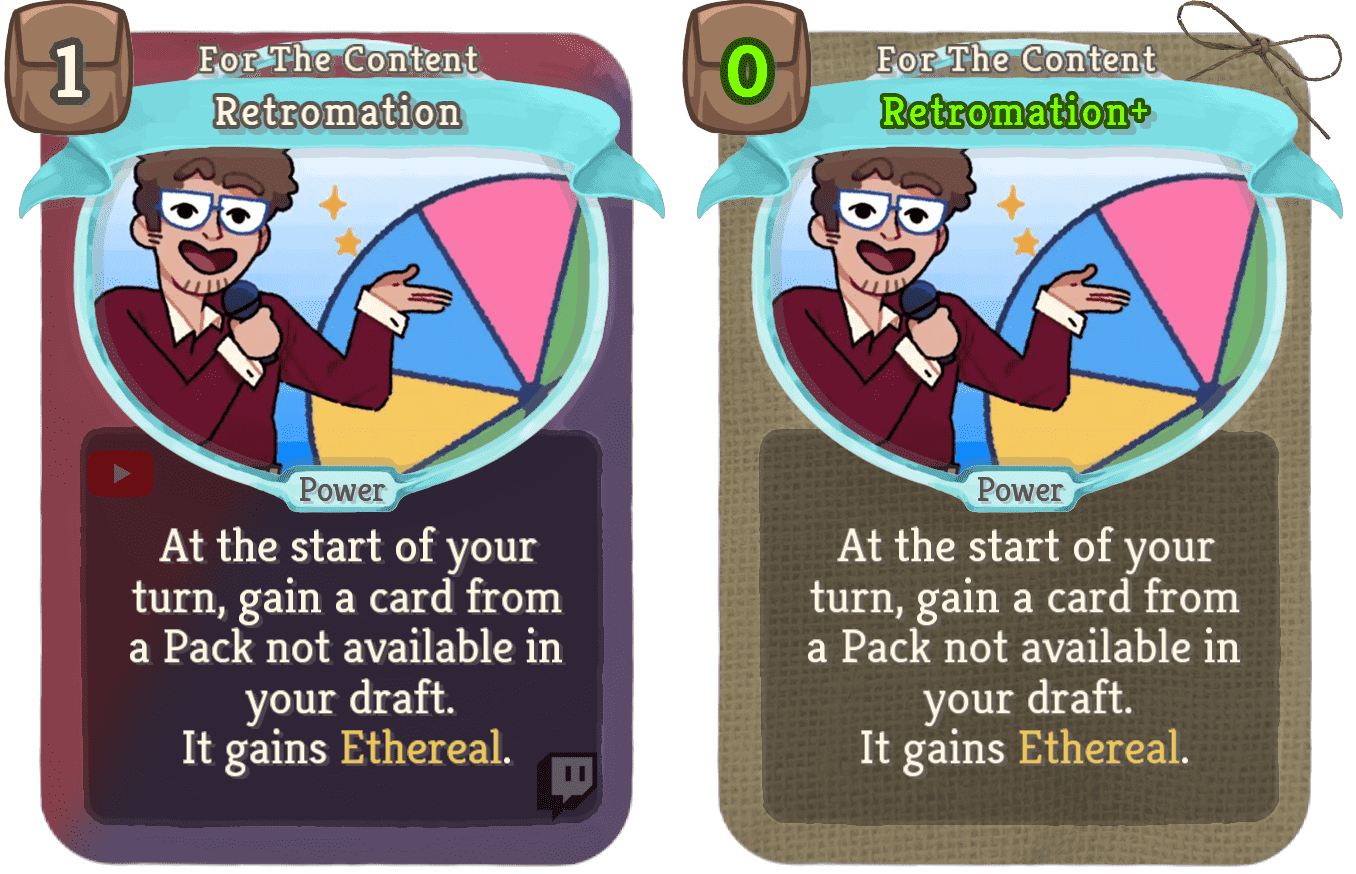 1
For The Content
Retromation
Power
At the start of your
turn, gain a card from
a Pack not available in
your draft.
It gains Ethereal.
0
For The Content
Retromation+
Power
At the start of your
turn, gain a card from
a Pack not available in
your draft.
It gains Ethereal.